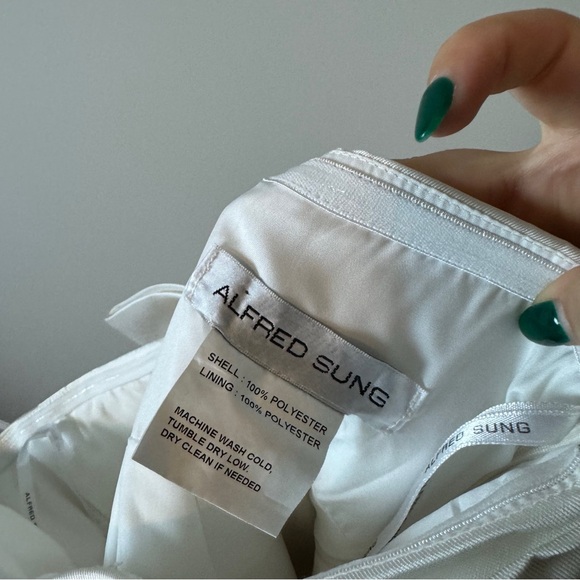 ALFRED SUNG
SHELL : 100% POLYESTER
LINING : 100% POLYESTER
MACHINE WASH COLD,
TUMBLE DRY LOW.
DRY CLEAN IF NEEDED
ALFRED SUNG
ALFRED